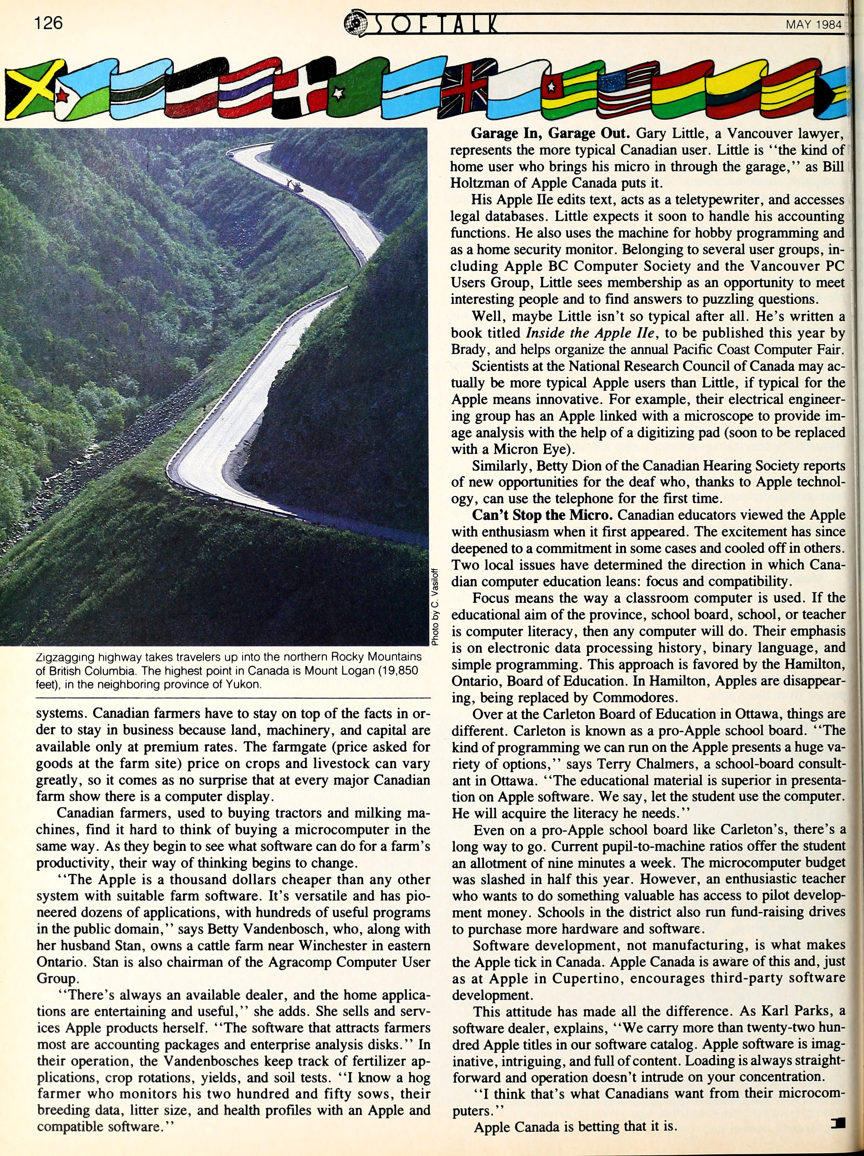 126
SOFTALK
MAY 1984
Photo by C. Vasiloff
Zigzagging highway takes travelers up into the northern Rocky Mountains
of British Columbia. The highest point in Canada is Mount Logan (19,850
feet), in the neighboring province of Yukon.
systems. Canadian farmers have to stay on top of the facts in or-
der to stay in business because land, machinery, and capital are
available only at premium rates. The farmgate (price asked for
goods at the farm site) price on crops and livestock can vary
greatly, so it comes as no surprise that at every major Canadian
farm show there is a computer display.
Canadian farmers, used to buying tractors and milking ma-
chines, find it hard to think of buying a microcomputer in the
same way. As they begin to see what software can do for a farm's
productivity, their way of thinking begins to change.
‘‘The Apple is a thousand dollars cheaper than any other
system with suitable farm software. It's versatile and has pio-
neered dozens of applications, with hundreds of useful programs
in the public domain,’’ says Betty Vandenbosch, who, along with
her husband Stan, owns a cattle farm near Winchester in eastern
Ontario. Stan is also chairman of the Agracomp Computer User
Group.
‘‘There's always an available dealer, and the home applica-
tions are entertaining and useful,’’ she adds. She sells and serv-
ices Apple products herself. ‘‘The software that attracts farmers
most are accounting packages and enterprise analysis disks.’’ In
their operation, the Vandenbosches keep track of fertilizer ap-
plications, crop rotations, yields, and soil tests. ‘‘I know a hog
farmer who monitors his two hundred and fifty sows, their
breeding data, litter size, and health profiles with an Apple and
compatible software.’’
Garage In, Garage Out. Gary Little, a Vancouver lawyer,
represents the more typical Canadian user. Little is ‘‘the kind of
home user who brings his micro in through the garage,’’ as Bill
Holtzman of Apple Canada puts it.
His Apple IIe edits text, acts as a teletypewriter, and accesses
legal databases. Little expects it soon to handle his accounting
functions. He also uses the machine for hobby programming and
as a home security monitor. Belonging to several user groups, in-
cluding Apple BC Computer Society and the Vancouver PC
Users Group, Little sees membership as an opportunity to meet
interesting people and to find answers to puzzling questions.
Well, maybe Little isn't so typical after all. He's written a
book titled Inside the Apple IIe, to be published this year by
Brady, and helps organize the annual Pacific Coast Computer Fair.
Scientists at the National Research Council of Canada may ac-
tually be more typical Apple users than Little, if typical for the
Apple means innovative. For example, their electrical engineer-
ing group has an Apple linked with a microscope to provide im-
age analysis with the help of a digitizing pad (soon to be replaced
with a Micron Eye).
Similarly, Betty Dion of the Canadian Hearing Society reports
of new opportunities for the deaf who, thanks to Apple technol-
ogy, can use the telephone for the first time.
Can't Stop the Micro. Canadian educators viewed the Apple
with enthusiasm when it first appeared. The excitement has since
deepened to a commitment in some cases and cooled off in others.
Two local issues have determined the direction in which Cana-
dian computer education leans: focus and compatibility.
Focus means the way a classroom computer is used. If the
educational aim of the province, school board, school, or teacher
is computer literacy, then any computer will do. Their emphasis
is on electronic data processing history, binary language, and
simple programming. This approach is favored by the Hamilton,
Ontario, Board of Education. In Hamilton, Apples are disappear-
ing, being replaced by Commodores.
Over at the Carleton Board of Education in Ottawa, things are
different. Carleton is known as a pro-Apple school board. ‘‘The
kind of programming we can run on the Apple presents a huge va-
riety of options,’’ says Terry Chalmers, a school-board consult-
ant in Ottawa. ‘‘The educational material is superior in presenta-
tion on Apple software. We say, let the student use the computer.
He will acquire the literacy he needs.’’
Even on a pro-Apple school board like Carleton's, there's a
long way to go. Current pupil-to-machine ratios offer the student
an allotment of nine minutes a week. The microcomputer budget
was slashed in half this year. However, an enthusiastic teacher
who wants to do something valuable has access to pilot develop-
ment money. Schools in the district also run fund-raising drives
to purchase more hardware and software.
Software development, not manufacturing, is what makes
the Apple tick in Canada. Apple Canada is aware of this and, just
as at Apple in Cupertino, encourages third-party software
development.
This attitude has made all the difference. As Karl Parks, a
software dealer, explains, ‘‘We carry more than twenty-two hun-
dred Apple titles in our software catalog. Apple software is imag-
inative, intriguing, and full of content. Loading is always straight-
forward and operation doesn't intrude on your concentration.
‘‘I think that's what Canadians want from their microcom-
puters.’’
Apple Canada is betting that it is.